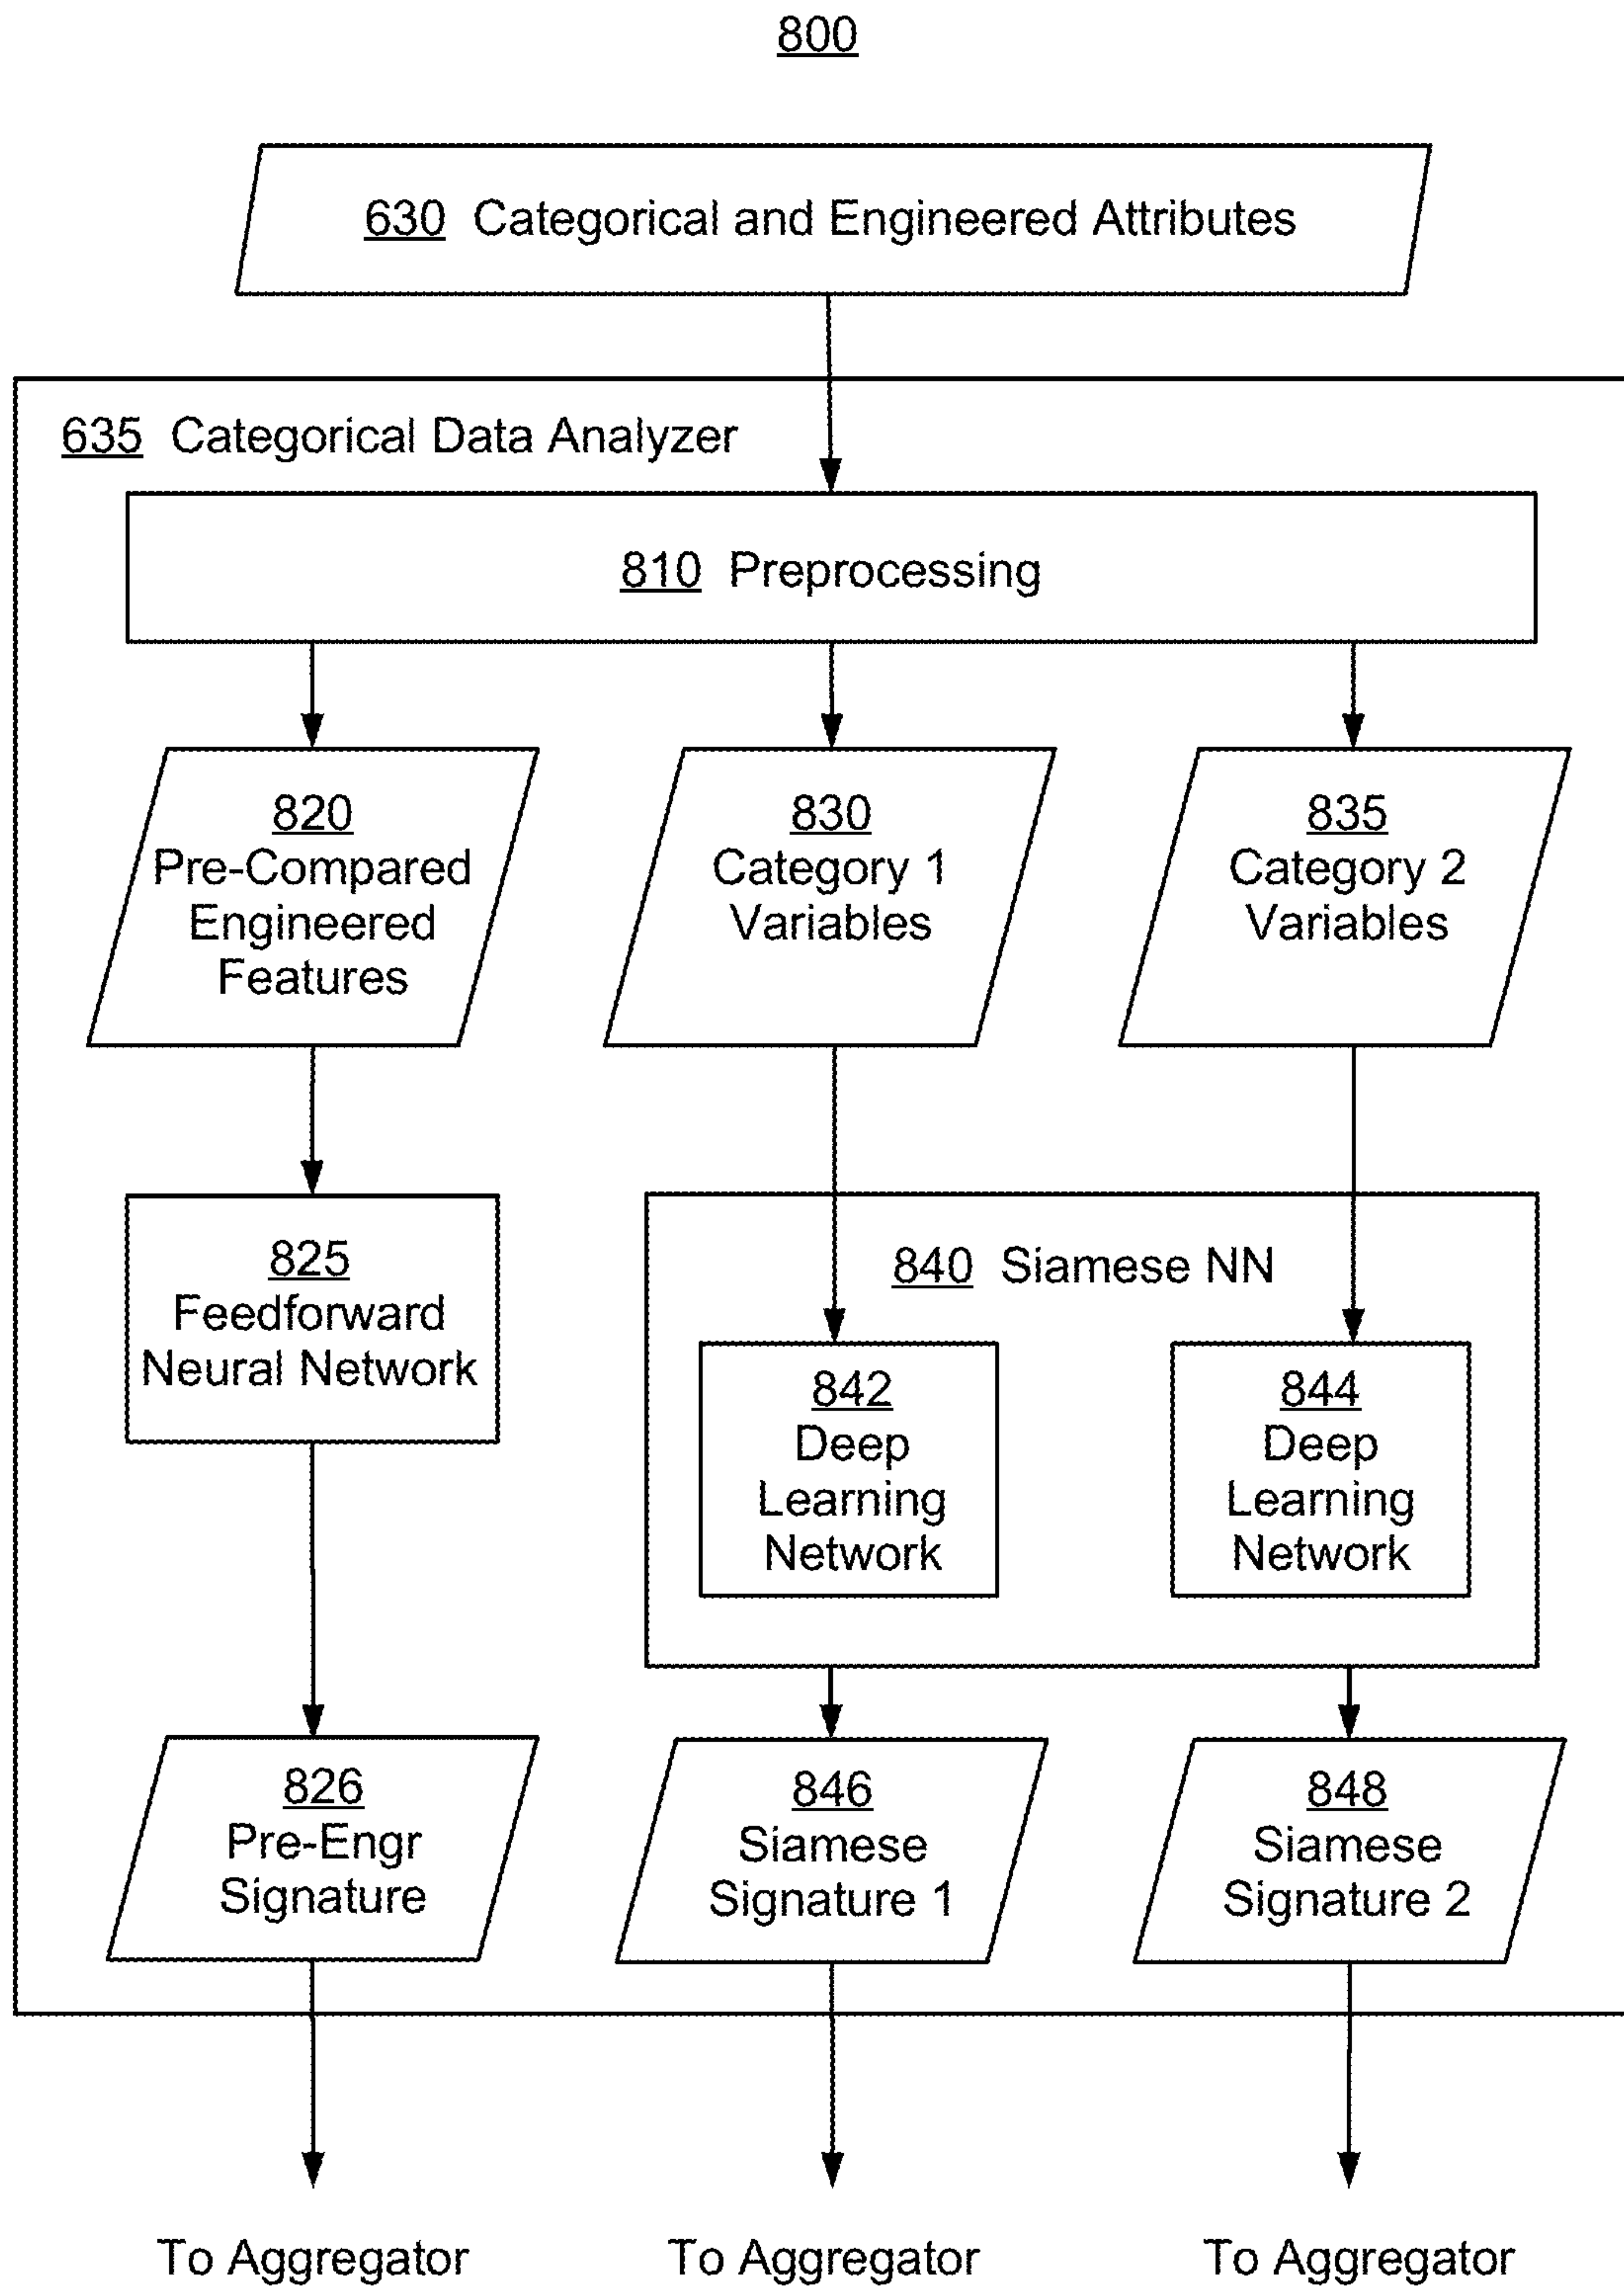 800
630 Categorical and Engineered Attributes
635 Categorical Data Analyzer
810 Preprocessing
820
Pre-Compared
Engineered
Features
830
Category 1
Variables
835
Category 2
Variables
825
Feedforward
Neural Network
840 Siamese NN
842
Deep
Learning
Network
844
Deep
Learning
Network
826
Pre-Engr
Signature
846
Siamese
Signature 1
848
Siamese
Signature 2
To Aggregator
To Aggregator
To Aggregator